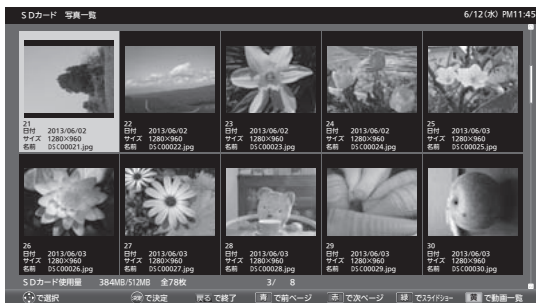 SDカード 写真一覧 6/12(水) PM11:45
21
日付 2013/06/02
サイズ 1280×960
名前 DSC00021.jpg
22
日付 2013/06/02
サイズ 1280×960
名前 DSC00022.jpg
23
日付 2013/06/02
サイズ 1280×960
名前 DSC00023.jpg
24
日付 2013/06/02
サイズ 1280×960
名前 DSC00024.jpg
25
日付 2013/06/03
サイズ 1280×960
名前 DSC00025.jpg
26
日付 2013/06/03
サイズ 1280×960
名前 DSC00026.jpg
27
日付 2013/06/03
サイズ 1280×960
名前 DSC00027.jpg
28
日付 2013/06/03
サイズ 1280×960
名前 DSC00028.jpg
29
日付 2013/06/03
サイズ 1280×960
名前 DSC00029.jpg
30
日付 2013/06/03
サイズ 1280×960
名前 DSC00030.jpg
SDカード使用量 384MB/512MB 全78枚 3/ 8
で選択 決定 で決定 戻る で終了 青 で前ページ 赤 で次ページ 緑 でスライドショー 黄 で動画一覧